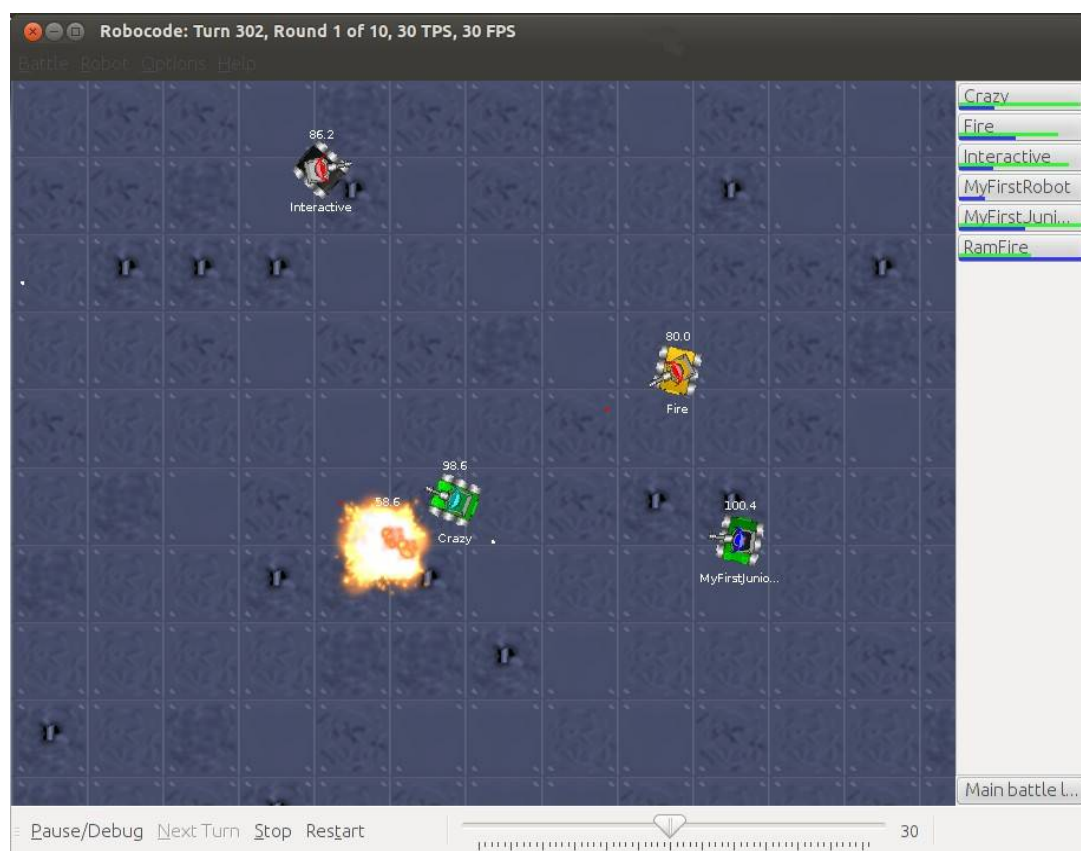 Robocode: Turn 302, Round 1 of 10, 30 TPS, 30 FPS
Battle Robot Options Help
Crazy
Fire
Interactive
MyFirstRobot
MyFirstJuni...
RamFire
86.2
Interactive
80.0
Fire
98.6
58.6
Crazy
100.4
MyFirstJunio...
Main battle l...
Pause/Debug Next Turn Stop Restart 30